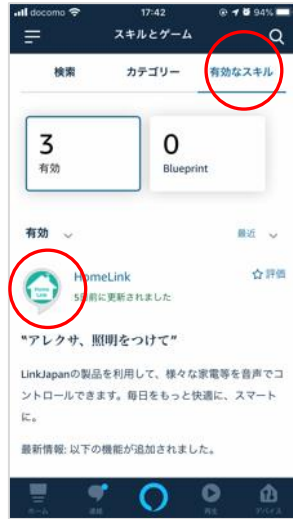 docomo 17:42 94%
スキルとゲーム
検索 カテゴリー 有効なスキル
3 0
有効 Blueprint
有効 最近
HomeLink 評価
Home Link
5日前に更新されました
"アレクサ、照明をつけて"
LinkJapanの製品を利用して、様々な家電等を音声でコ
ントロールできます。毎日をもっと快適に、スマート
に。
最新情報: 以下の機能が追加されました。
ホーム 連絡 再生 デバイス